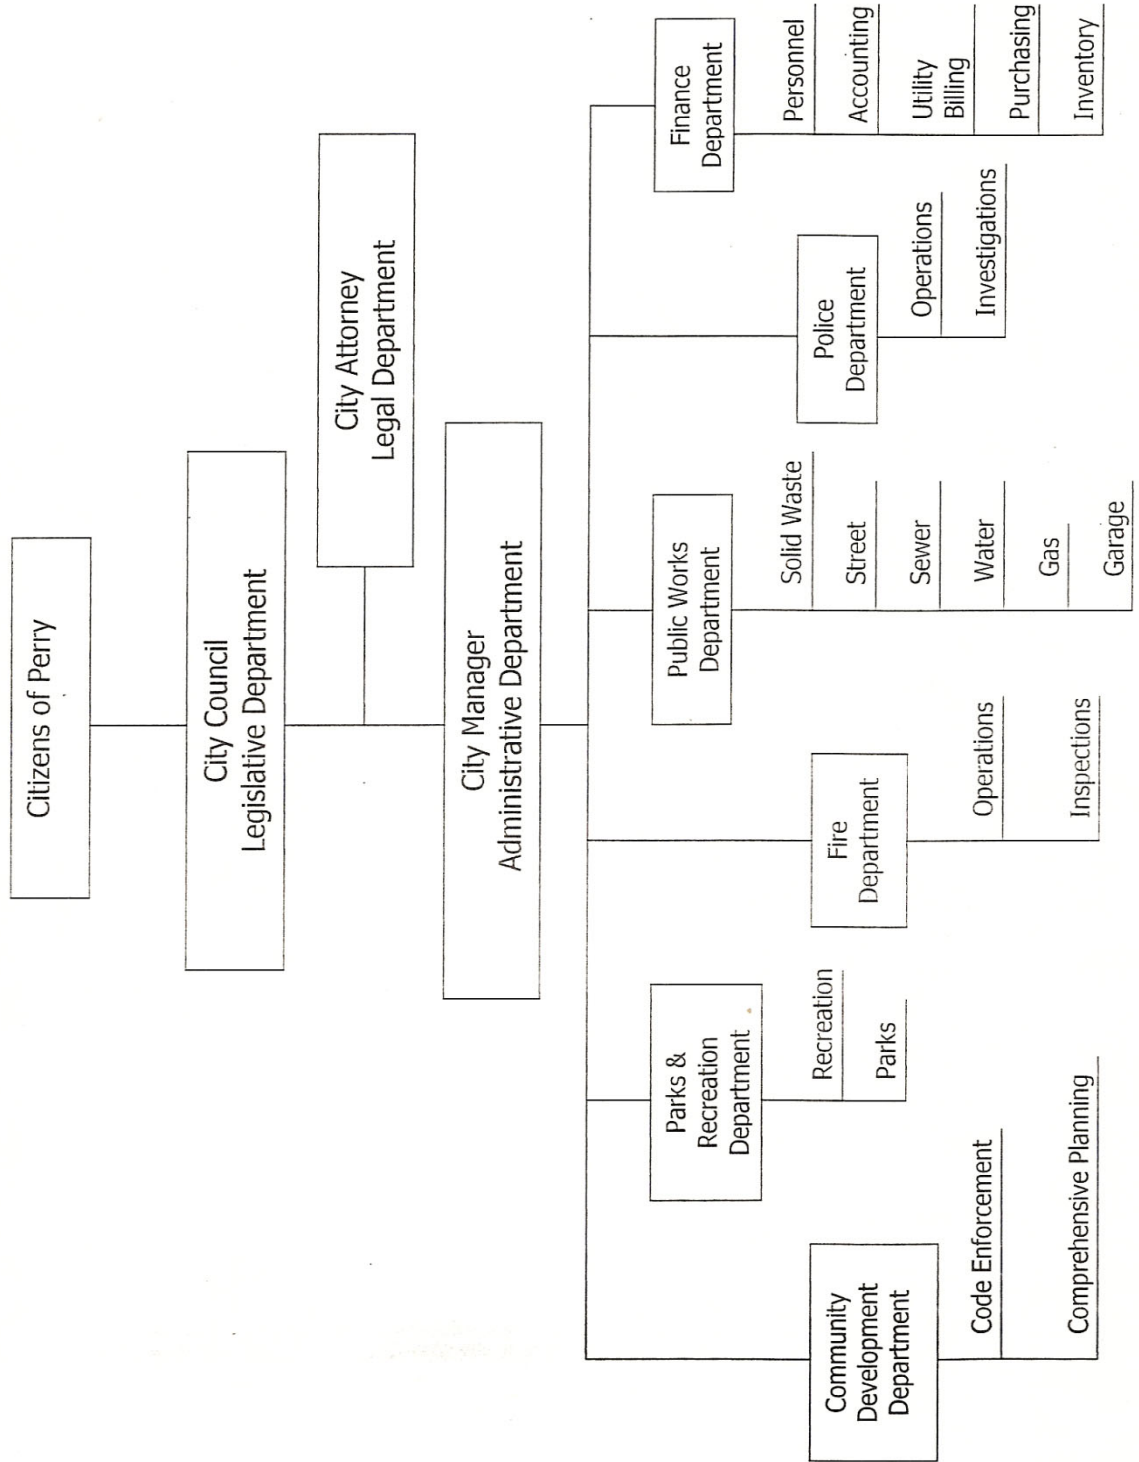 Citizens of Perry
City Council
Legislative Department
City Attorney
Legal Department
City Manager
Administrative Department
Community
Development
Department
Code Enforcement
Comprehensive Planning
Parks &
Recreation
Department
Recreation
Parks
Fire
Department
Operations
Inspections
Public Works
Department
Solid Waste
Street
Sewer
Water
Gas
Garage
Police
Department
Operations
Investigations
Finance
Department
Personnel
Accounting
Utility
Billing
Purchasing
Inventory